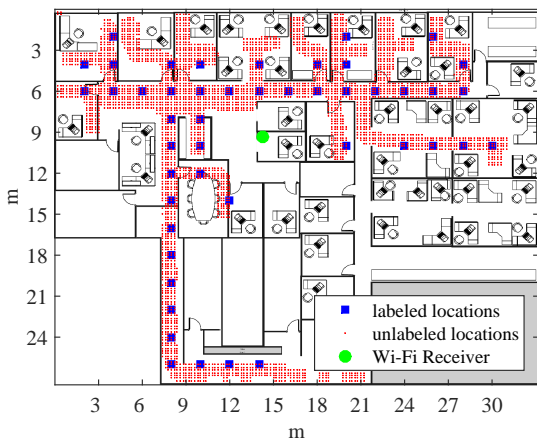 3
6
9
12
15
18
21
24
m
labeled locations
unlabeled locations
Wi-Fi Receiver
3 6 9 12 15 18 21 24 27 30
m